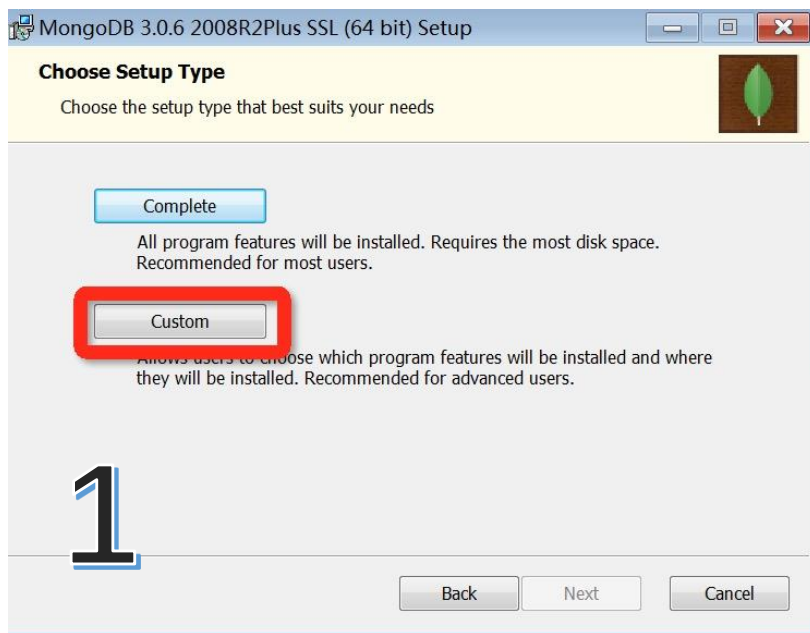 MongoDB 3.0.6 2008R2Plus SSL (64 bit) Setup
Choose Setup Type
Choose the setup type that best suits your needs
Complete
All program features will be installed. Requires the most disk space.
Recommended for most users.
Custom
Allows users to choose which program features will be installed and where
they will be installed. Recommended for advanced users.
1
Back
Next
Cancel